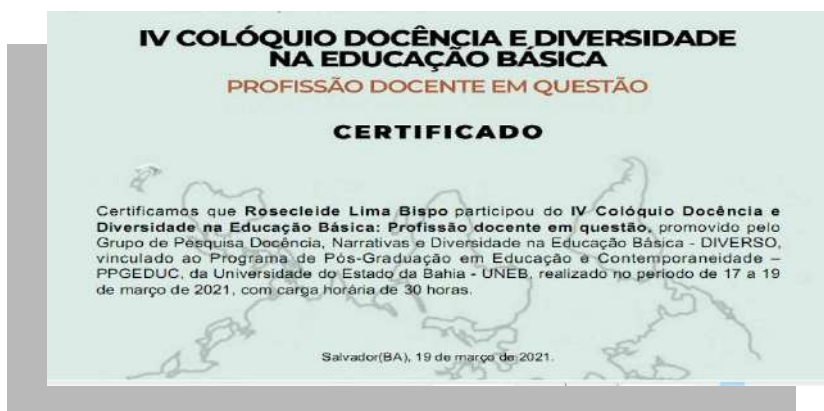 IV COLÓQUIO DOCÊNCIA E DIVERSIDADE
NA EDUCAÇÃO BÁSICA
PROFISSÃO DOCENTE EM QUESTÃO
CERTIFICADO
Certificamos que Rosecleide Lima Bispo participou do IV Colóquio Docência e
Diversidade na Educação Básica: Profissão docente em questão, promovido pelo
Grupo de Pesquisa Docência, Narrativas e Diversidade na Educação Básica - DIVERSO,
vinculado ao Programa de Pós-Graduação em Educação e Contemporaneidade –
PPGEDUC, da Universidade do Estado da Bahia - UNEB, realizado no período de 17 a 19
de março de 2021, com carga horária de 30 horas.
Salvador(BA), 19 de março de 2021.